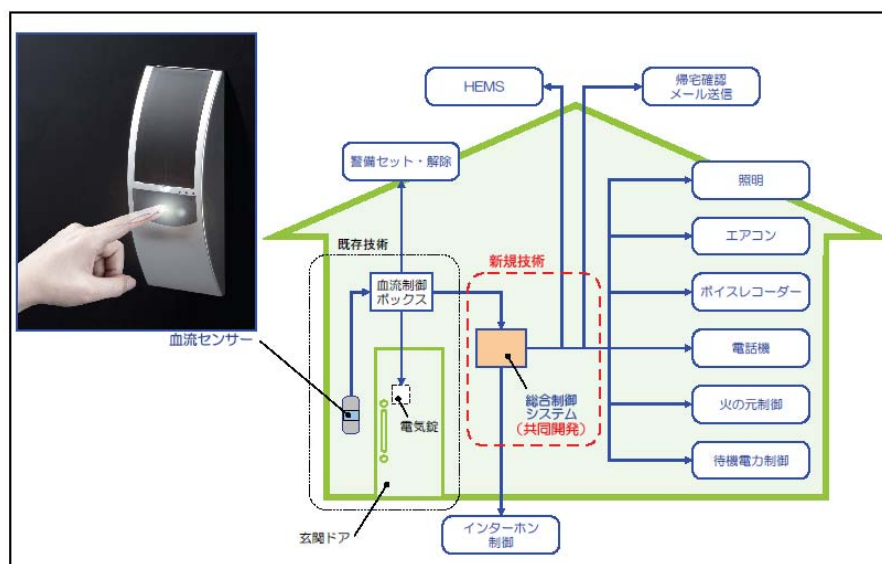 HEMS
帰宅確認
メール送信
警備セット・解除
照明
既存技術
エアコン
新規技術
血流制御
ボックス
ボイスレコーダー
血流センサー
電話機
総合制御
システム
(共同開発)
電気錠
火の元制御
待機電力制御
玄関ドア
インターホン
制御